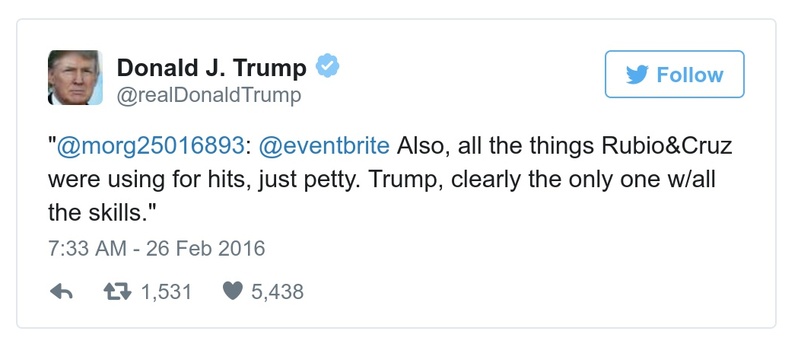 Donald J. Trump
@realDonaldTrump
Follow
"@morg25016893: @eventbrite Also, all the things Rubio&Cruz
were using for hits, just petty. Trump, clearly the only one w/all
the skills."
7:33 AM - 26 Feb 2016
1,531 5,438